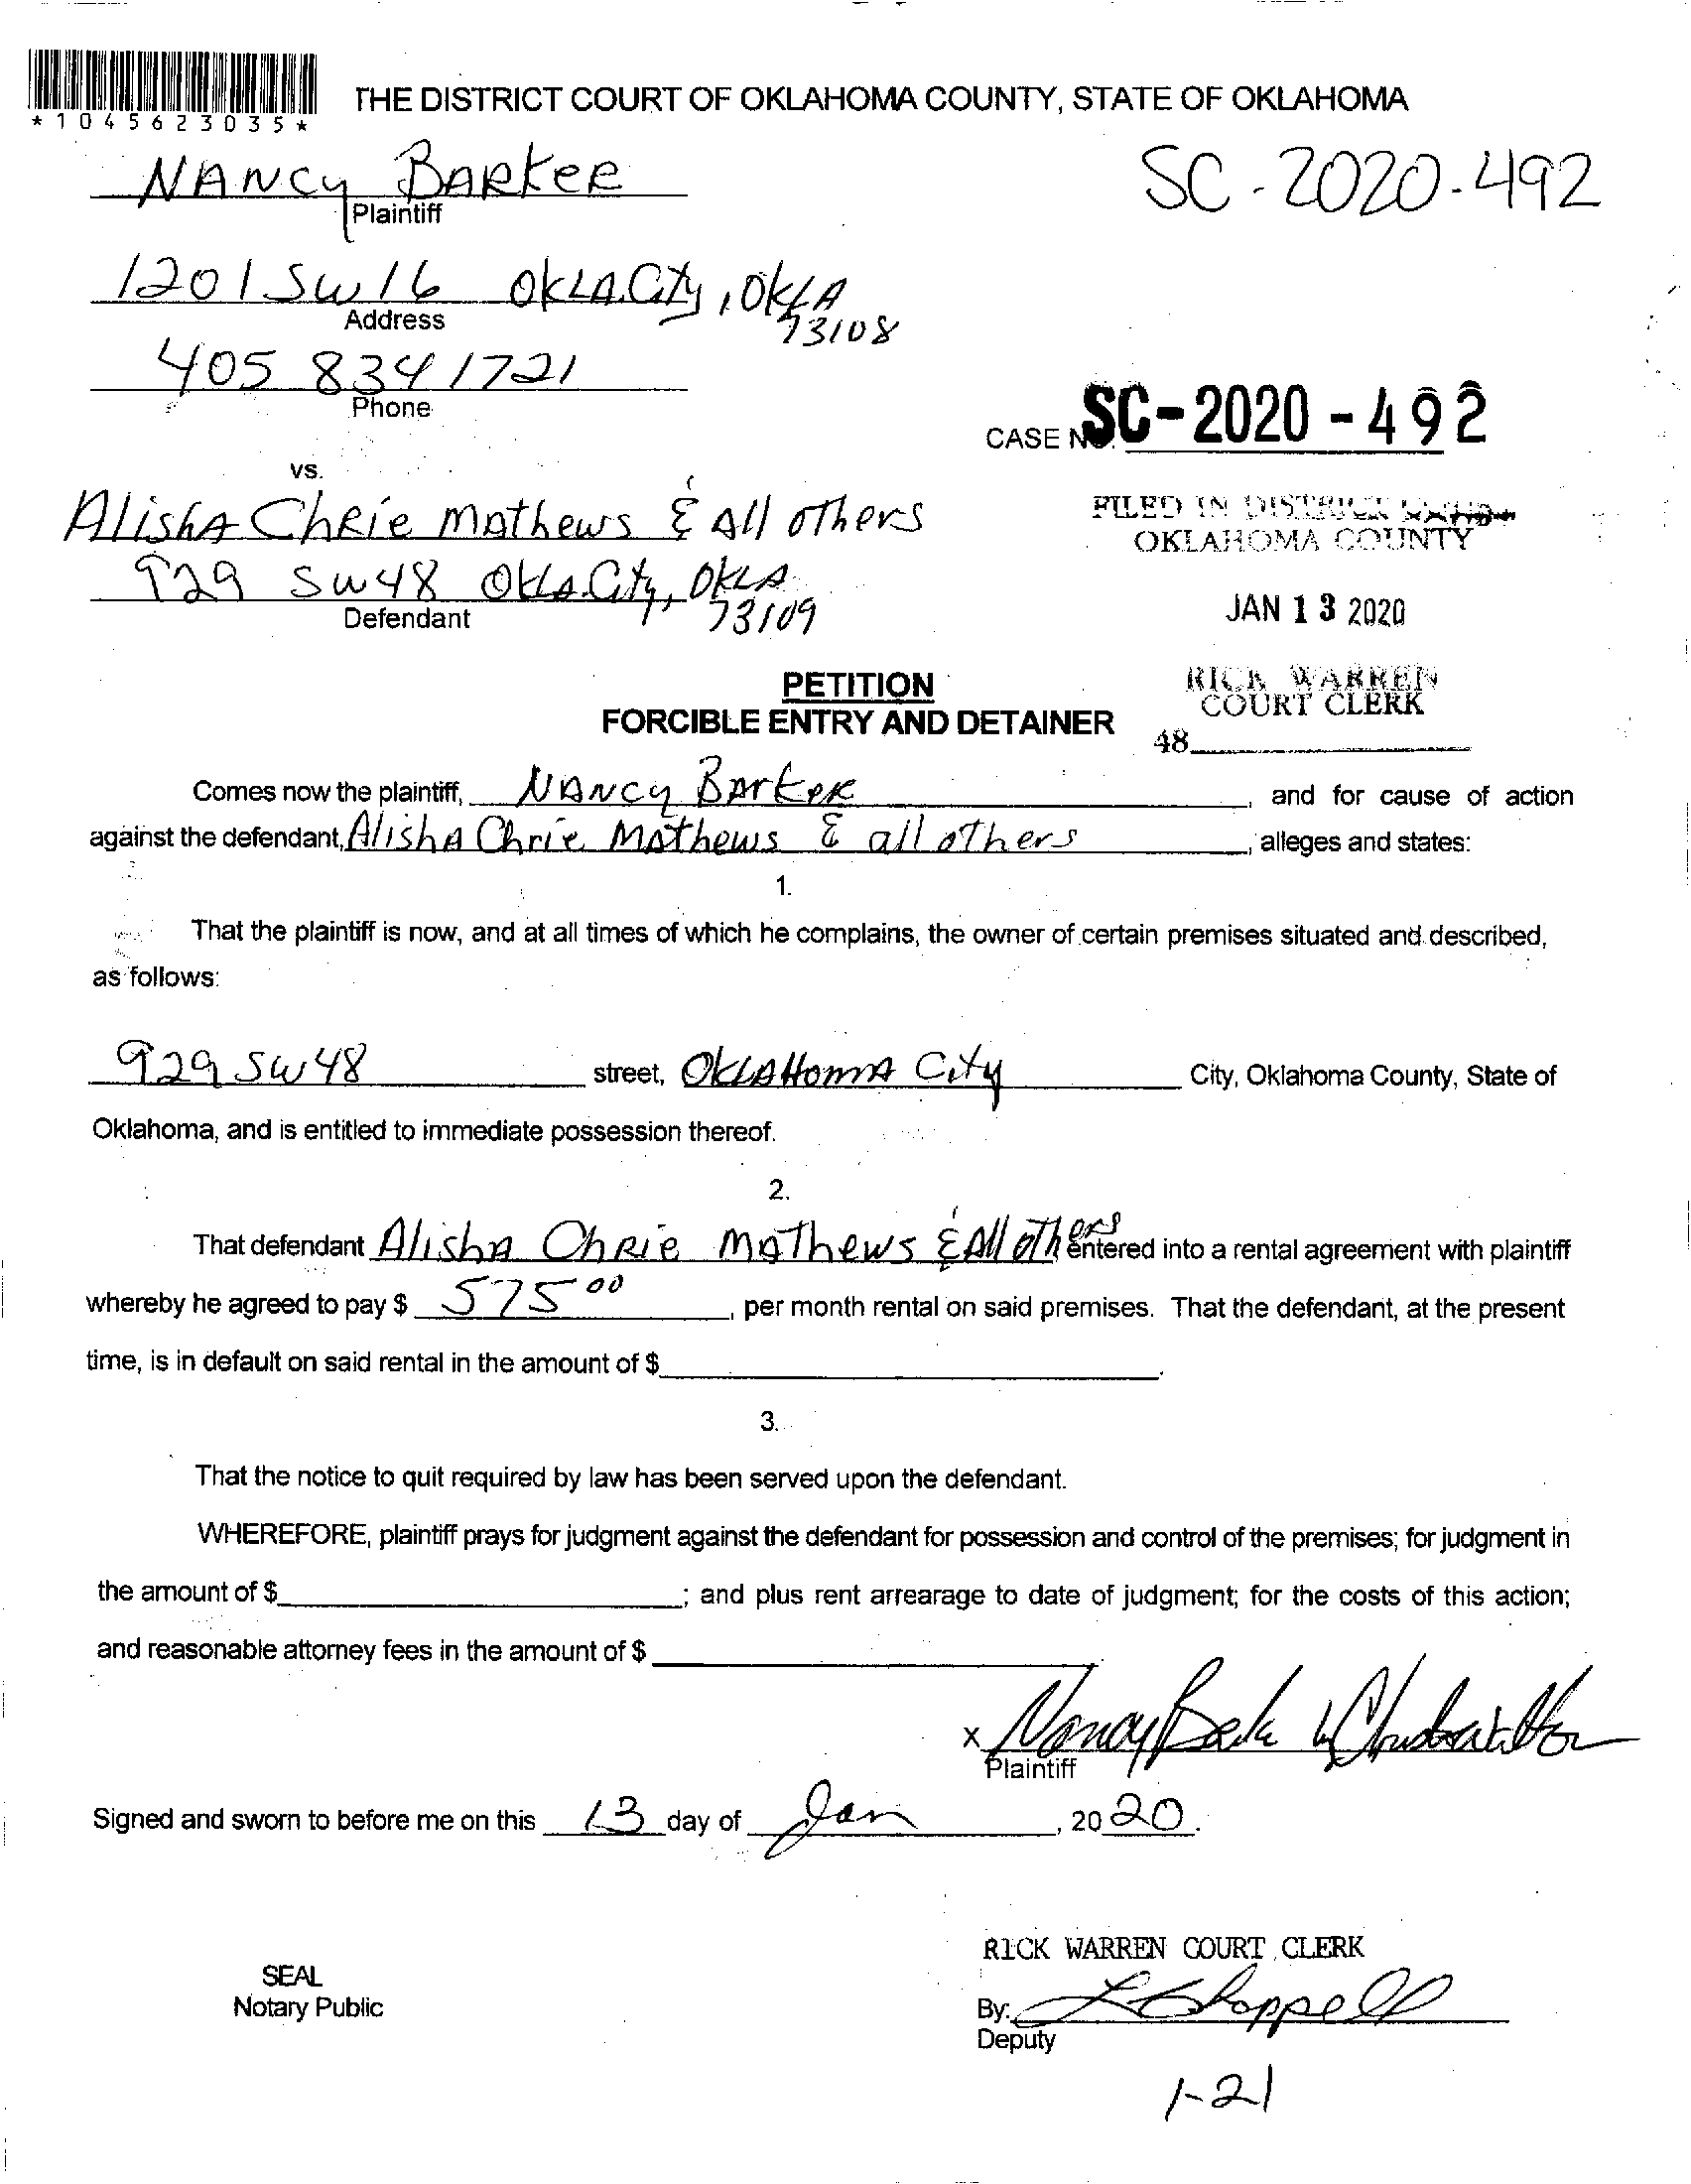 *1045623035*
THE DISTRICT COURT OF OKLAHOMA COUNTY, STATE OF OKLAHOMA
NANCY BARKER
SC-2020-492
Plaintiff
1201 SW 16 OKLA.City, OKLA
73108
Address
405 834 1721
Phone
CASE NO. SC-2020-492
vs.
Alisha Chrie Mathews & All others
FILED IN DISTRICT COURT
OKLAHOMA COUNTY
929 SW 48 Okla.City, OKLA
73109
Defendant
JAN 13 2020
PETITION
RICK WARREN
COURT CLERK
FORCIBLE ENTRY AND DETAINER
48
Comes now the plaintiff, NANCY BARKER, and for cause of action
against the defendant, Alisha Chrie Mathews & all others, alleges and states:
1.
That the plaintiff is now, and at all times of which he complains, the owner of certain premises situated and described,
as follows:
929 SW 48 street, OKLAHOMA City City, Oklahoma County, State of
Oklahoma, and is entitled to immediate possession thereof.
2.
That defendant Alisha Chrie Mathews & All others entered into a rental agreement with plaintiff
whereby he agreed to pay $ 575 00, per month rental on said premises. That the defendant, at the present
time, is in default on said rental in the amount of $.
3.
That the notice to quit required by law has been served upon the defendant.
WHEREFORE, plaintiff prays for judgment against the defendant for possession and control of the premises; for judgment in
the amount of $; and plus rent arrearage to date of judgment; for the costs of this action;
and reasonable attorney fees in the amount of $
x Nancy Barker by
Plaintiff
Signed and sworn to before me on this 13 day of Jan, 20 20.
RICK WARREN COURT CLERK
SEAL
Notary Public
By: Chappell
Deputy
1-21